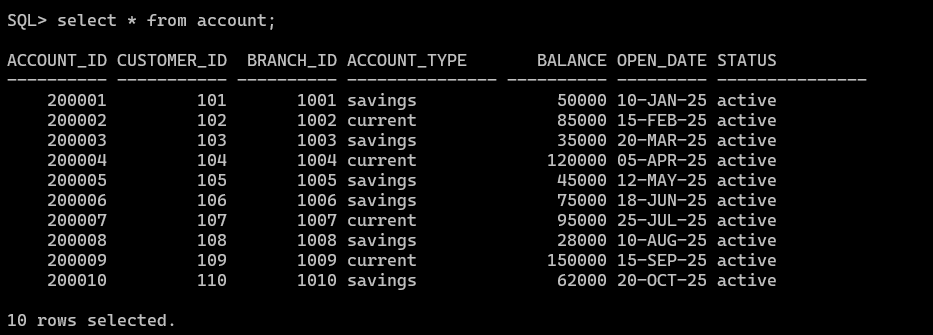 SQL> select * from account;
ACCOUNT_ID CUSTOMER_ID  BRANCH_ID ACCOUNT_TYPE       BALANCE OPEN_DATE STATUS
---------- ----------- ---------- --------------- ---------- --------- ---------------
    200001         101       1001 savings              50000 10-JAN-25 active
    200002         102       1002 current              85000 15-FEB-25 active
    200003         103       1003 savings              35000 20-MAR-25 active
    200004         104       1004 current             120000 05-APR-25 active
    200005         105       1005 savings              45000 12-MAY-25 active
    200006         106       1006 savings              75000 18-JUN-25 active
    200007         107       1007 current              95000 25-JUL-25 active
    200008         108       1008 savings              28000 10-AUG-25 active
    200009         109       1009 current             150000 15-SEP-25 active
    200010         110       1010 savings              62000 20-OCT-25 active
10 rows selected.